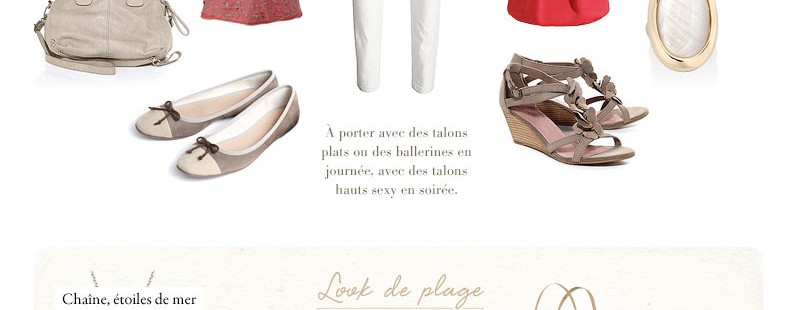 À porter avec des talons
plats ou des ballerines en
journée, avec des talons
hauts sexy en soirée.
Look de plage
Chaîne, étoiles de mer